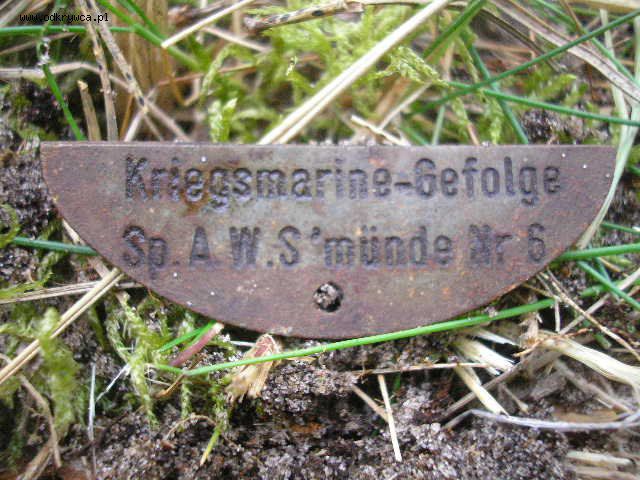 www.odkrywca.pl
Kriegsmarine-Gefolge
Sp.A W.S'münde Nr 6